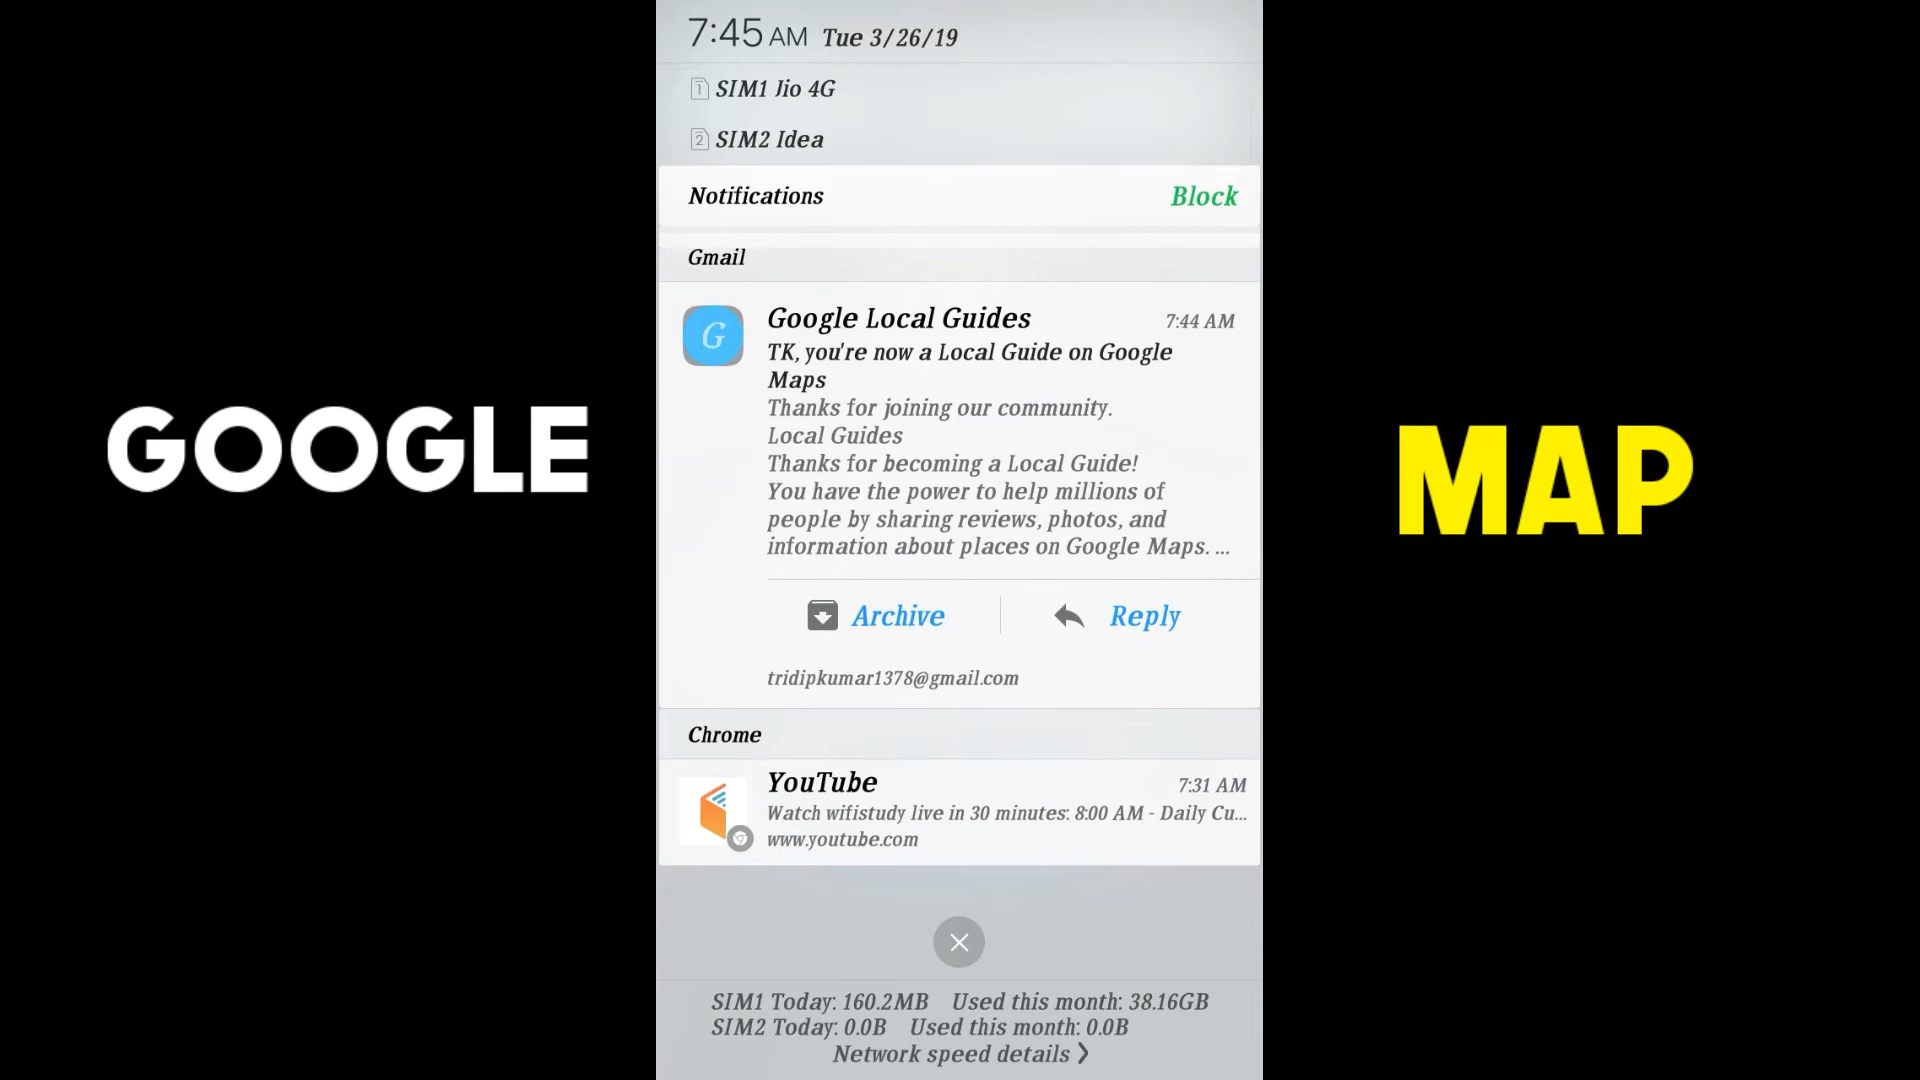 7:45 AM Tue 3/26/19
1 SIM1 Jio 4G
2 SIM2 Idea
Notifications Block
Gmail
G Google Local Guides 7:44 AM
TK, you're now a Local Guide on Google
Maps
Thanks for joining our community.
Local Guides
Thanks for becoming a Local Guide!
You have the power to help millions of
people by sharing reviews, photos, and
information about places on Google Maps. ...
Archive Reply
tridipkumar1378@gmail.com
Chrome
YouTube 7:31 AM
Watch wifistudy live in 30 minutes: 8:00 AM - Daily Cu...
www.youtube.com
SIM1 Today: 160.2MB Used this month: 38.16GB
SIM2 Today: 0.0B Used this month: 0.0B
Network speed details
GOOGLE
MAP